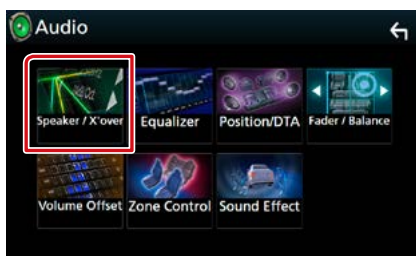 Audio
Speaker / X'over Equalizer Position/DTA Fader / Balance
Volume Offset Zone Control Sound Effect